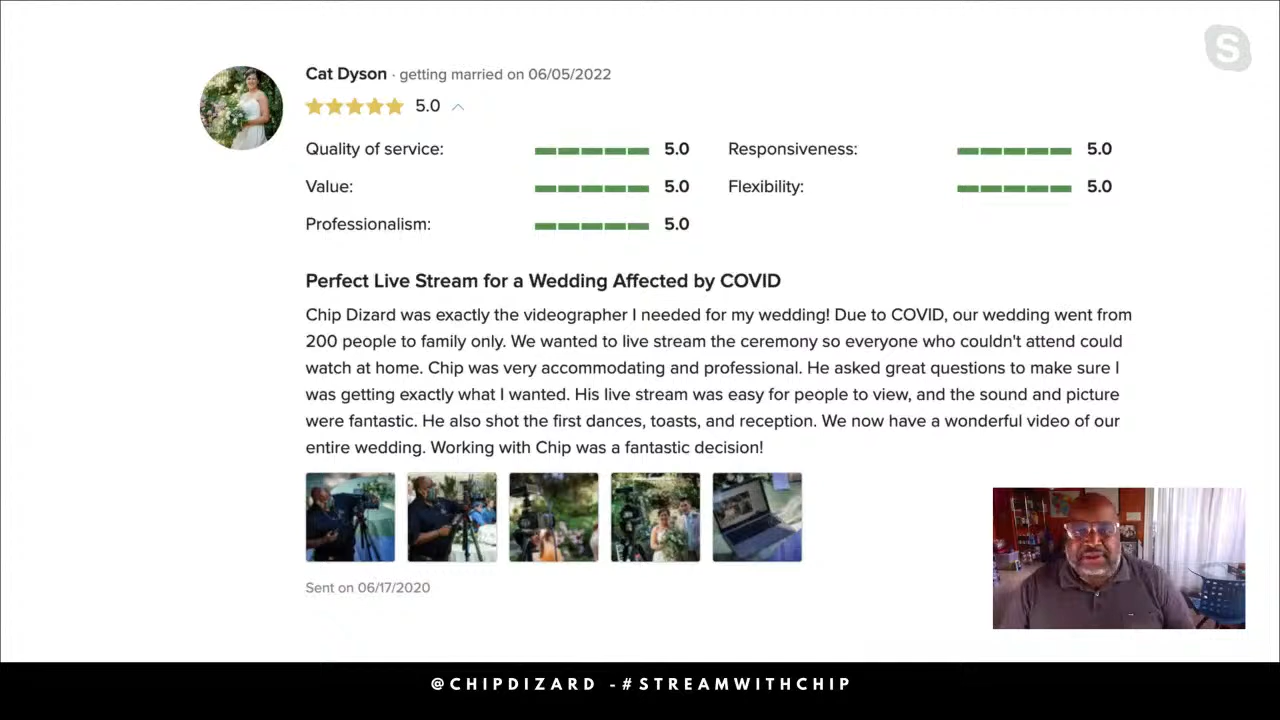 S
Cat Dyson · getting married on 06/05/2022
5.0
Quality of service: 5.0 Responsiveness: 5.0
Value: 5.0 Flexibility: 5.0
Professionalism: 5.0
Perfect Live Stream for a Wedding Affected by COVID
Chip Dizard was exactly the videographer I needed for my wedding! Due to COVID, our wedding went from
200 people to family only. We wanted to live stream the ceremony so everyone who couldn't attend could
watch at home. Chip was very accommodating and professional. He asked great questions to make sure I
was getting exactly what I wanted. His live stream was easy for people to view, and the sound and picture
were fantastic. He also shot the first dances, toasts, and reception. We now have a wonderful video of our
entire wedding. Working with Chip was a fantastic decision!
Sent on 06/17/2020
@CHIPDIZARD -#STREAMWITHCHIP